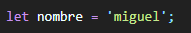 let nombre = 'miguel';